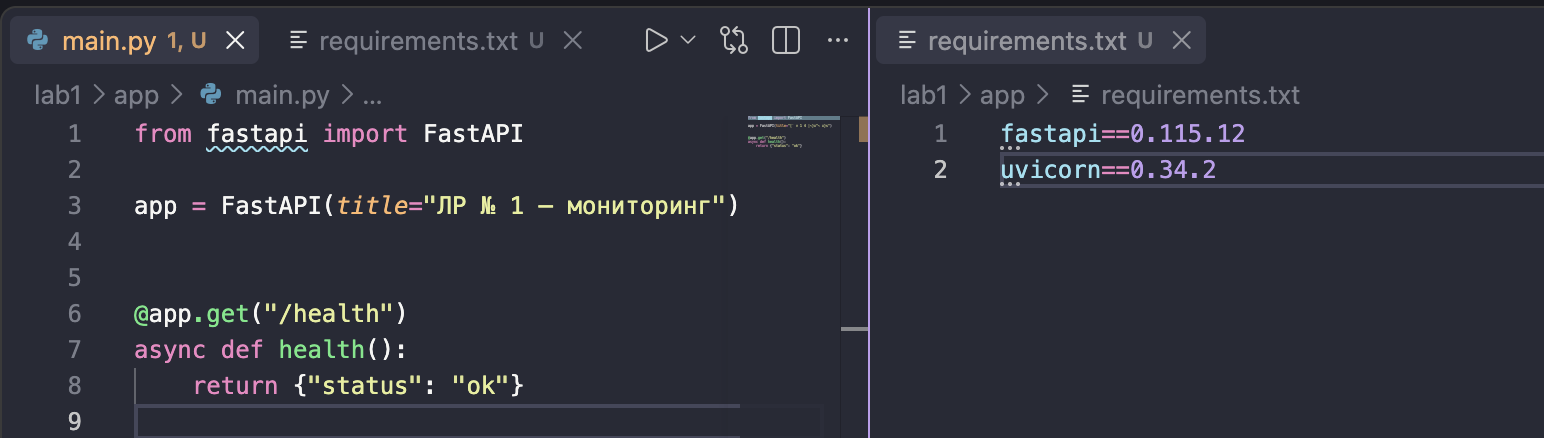 main.py 1, U
requirements.txt U
lab1 > app > main.py > ...
1 from fastapi import FastAPI
2
3 app = FastAPI(title="ЛР № 1 — мониторинг")
4
5
6 @app.get("/health")
7 async def health():
8 return {"status": "ok"}
9
requirements.txt U
lab1 > app > requirements.txt
1 fastapi==0.115.12
2 uvicorn==0.34.2